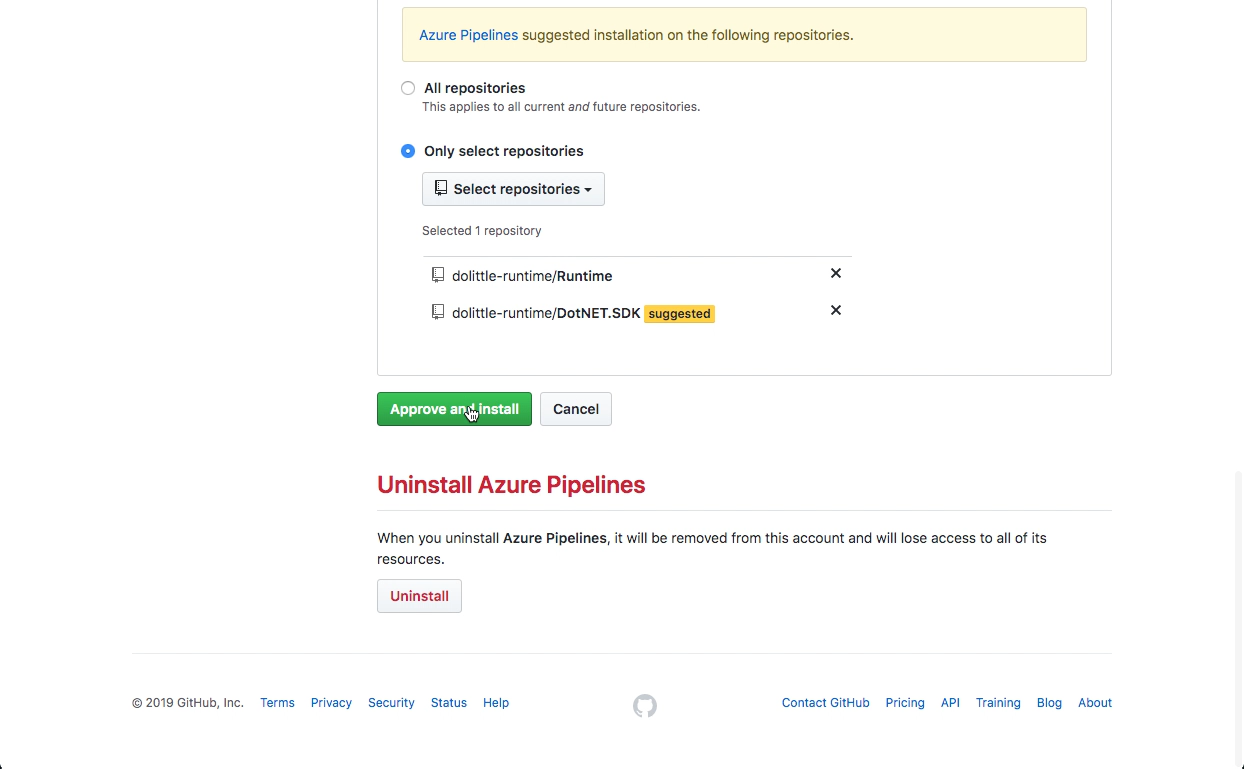 Azure Pipelines suggested installation on the following repositories.
All repositories
This applies to all current and future repositories.
Only select repositories
Select repositories
Selected 1 repository
dolittle-runtime/Runtime
dolittle-runtime/DotNET.SDK suggested
Approve and install Cancel
Uninstall Azure Pipelines
When you uninstall Azure Pipelines, it will be removed from this account and will lose access to all of its
resources.
Uninstall
© 2019 GitHub, Inc. Terms Privacy Security Status Help Contact GitHub Pricing API Training Blog About